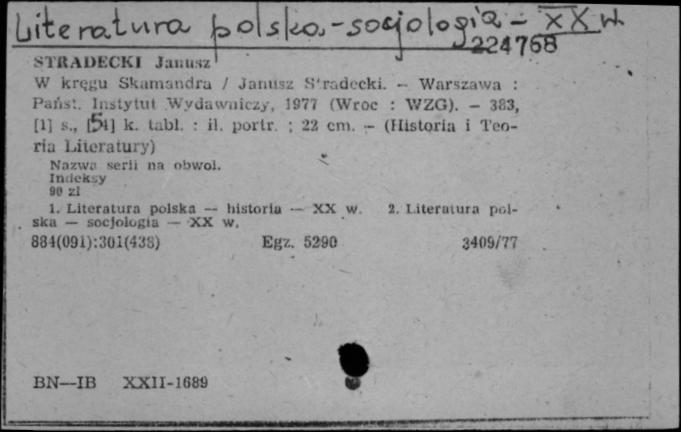 Literatura polska - socjologia - XX w.
224768
STRADECKI Janusz
W kręgu Skamandra / Janusz Stradecki. — Warszawa :
Państ. Instytut Wydawniczy, 1977 (Wroc : WZG). — 383,
[1] s., [54] k. tabl. : il. portr. ; 22 cm. — (Historia i Teo-
ria Literatury)
Nazwa serii na obwol.
Indeksy
90 zł
1. Literatura polska — historia — XX w. 2. Literatura pol-
ska — socjologia — XX w.
884(091):301(438) Egz. 5290 3409/77
BN—IB XXII-1689